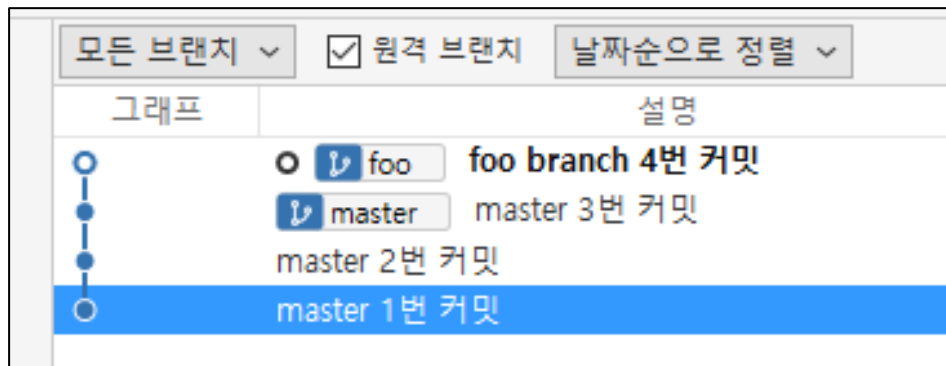 모든 브랜치 원격 브랜치 날짜순으로 정렬
그래프 설명
foo foo branch 4번 커밋
master master 3번 커밋
master 2번 커밋
master 1번 커밋